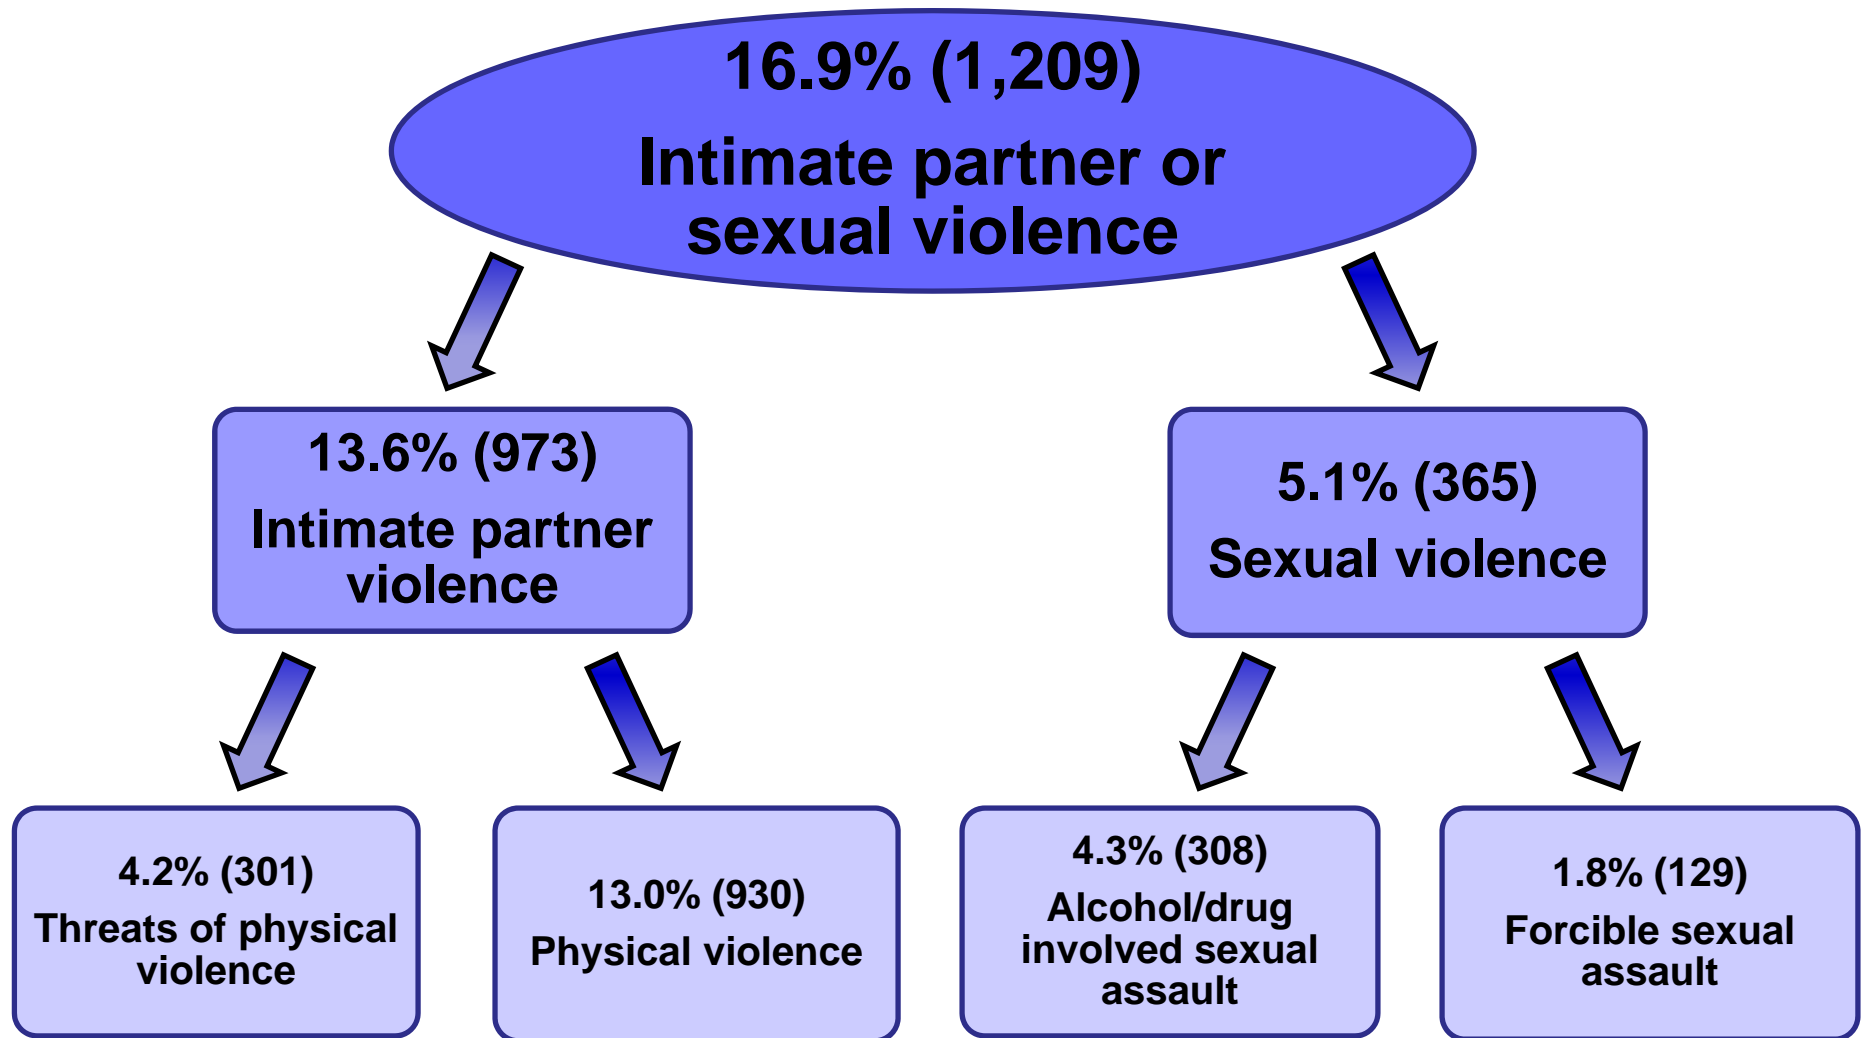 16.9% (1,209)
Intimate partner or
sexual violence
13.6% (973)
Intimate partner
violence
5.1% (365)
Sexual violence
4.2% (301)
Threats of physical
violence
13.0% (930)
Physical violence
4.3% (308)
Alcohol/drug
involved sexual
assault
1.8% (129)
Forcible sexual
assault